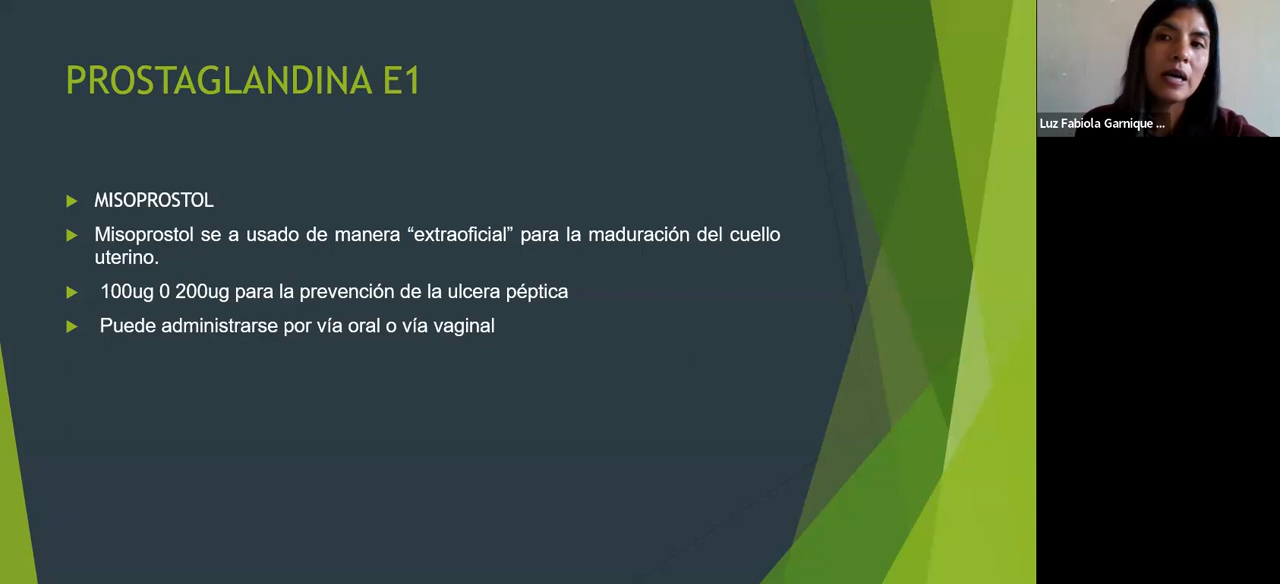 PROSTAGLANDINA E1
MISOPROSTOL
Misoprostol se a usado de manera “extraoficial” para la maduración del cuello
uterino.
100ug 0 200ug para la prevención de la ulcera péptica
Puede administrarse por vía oral o vía vaginal
Luz Fabiola Garnique ...